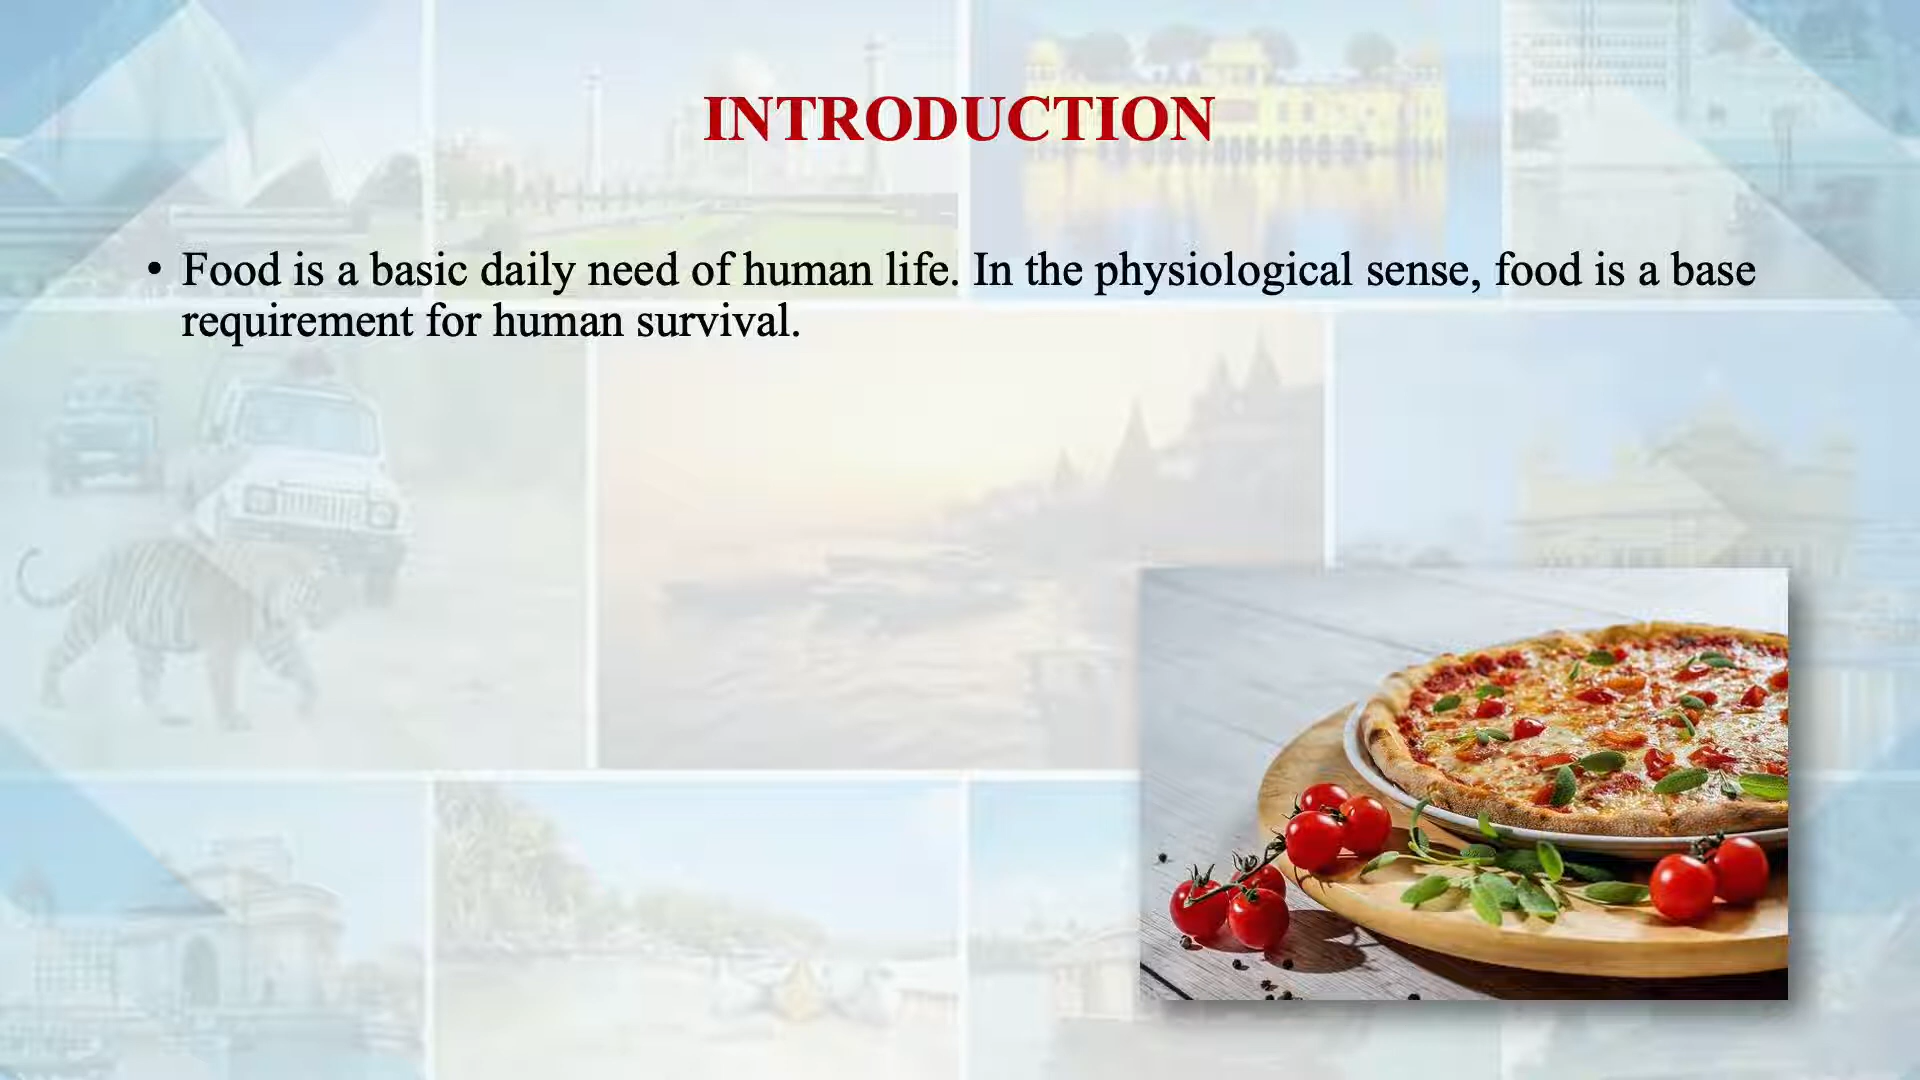 INTRODUCTION
• Food is a basic daily need of human life. In the physiological sense, food is a base
requirement for human survival.